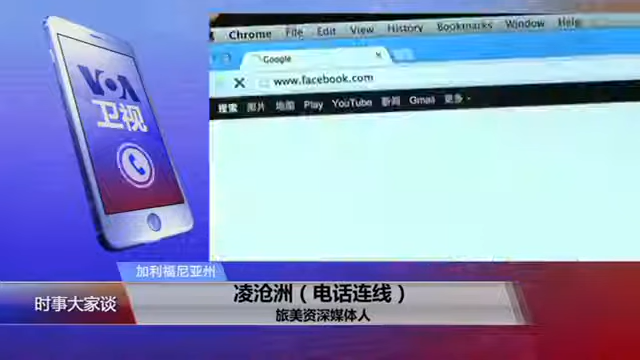 Chrome File Edit View History Bookmarks Window Help
Google
www.facebook.com
搜索 图片 地图 Play YouTube 新闻 Gmail 更多
VOA
卫视
加利福尼亚州
时事大家谈
凌沧洲（电话连线）
旅美资深媒体人